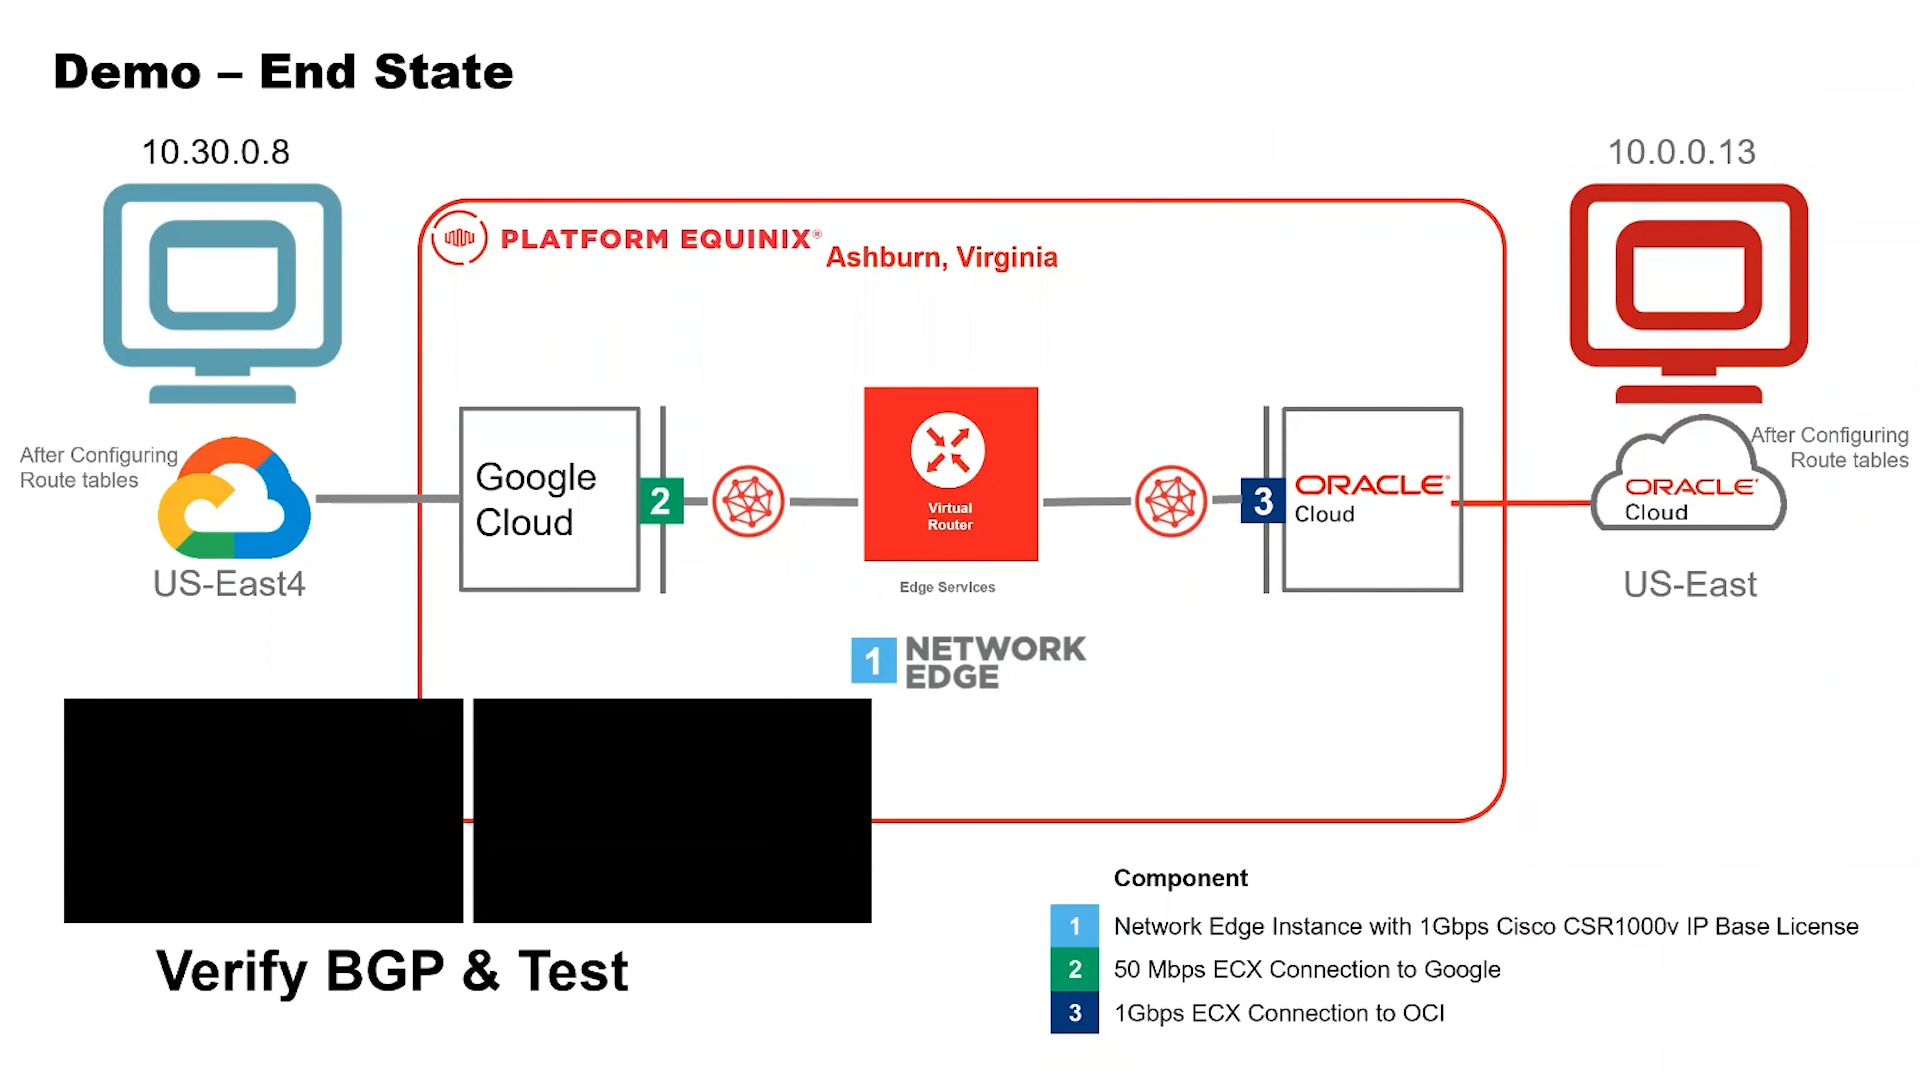 Demo – End State
10.30.0.8
10.0.0.13
PLATFORM EQUINIX®
Ashburn, Virginia
After Configuring
Route tables
US-East4
Google
Cloud
2
Virtual
Router
Edge Services
3
ORACLE®
Cloud
After Configuring
Route tables
ORACLE®
Cloud
US-East
1
NETWORK
EDGE
Verify BGP & Test
Component
1 Network Edge Instance with 1Gbps Cisco CSR1000v IP Base License
2 50 Mbps ECX Connection to Google
3 1Gbps ECX Connection to OCI